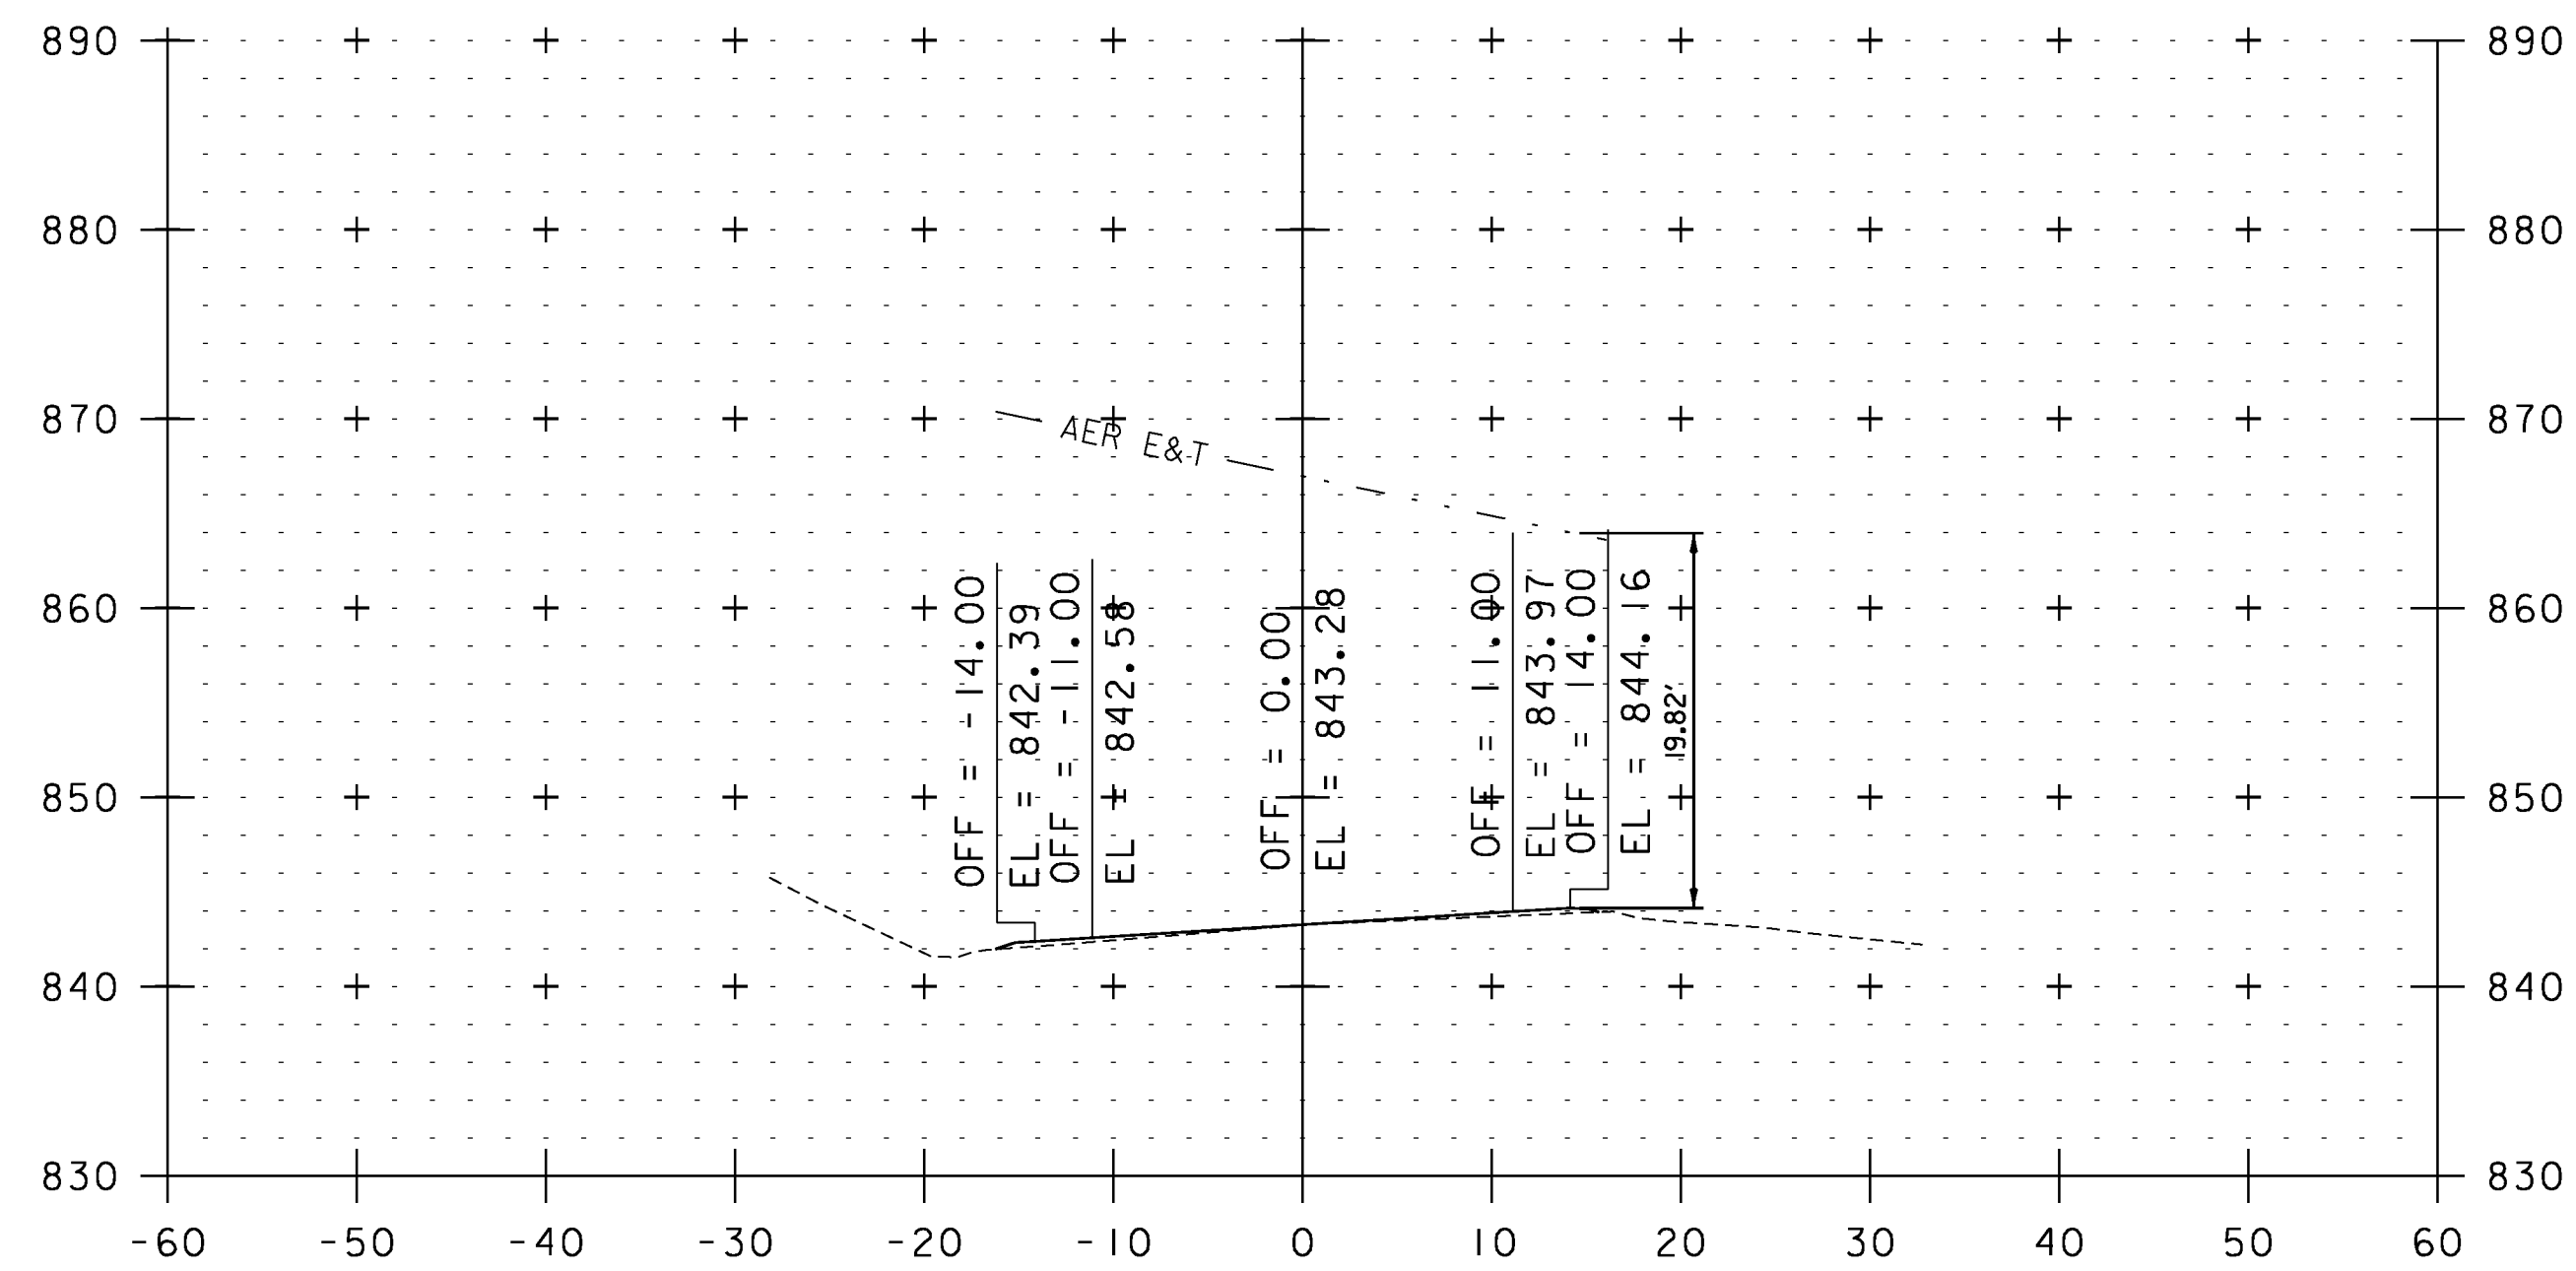 890 890
880 880
870 870
AER E&T
860 860
OFF = -14.00
EL = 842.39
OFF = -11.00
EL = 842.58
OFF = 0.00
EL = 843.28
OFF = 11.00
EL = 843.97
OFF = 14.00
EL = 844.16
19.82'
850 850
840 840
830 830
-60 -50 -40 -30 -20 -10 0 10 20 30 40 50 60